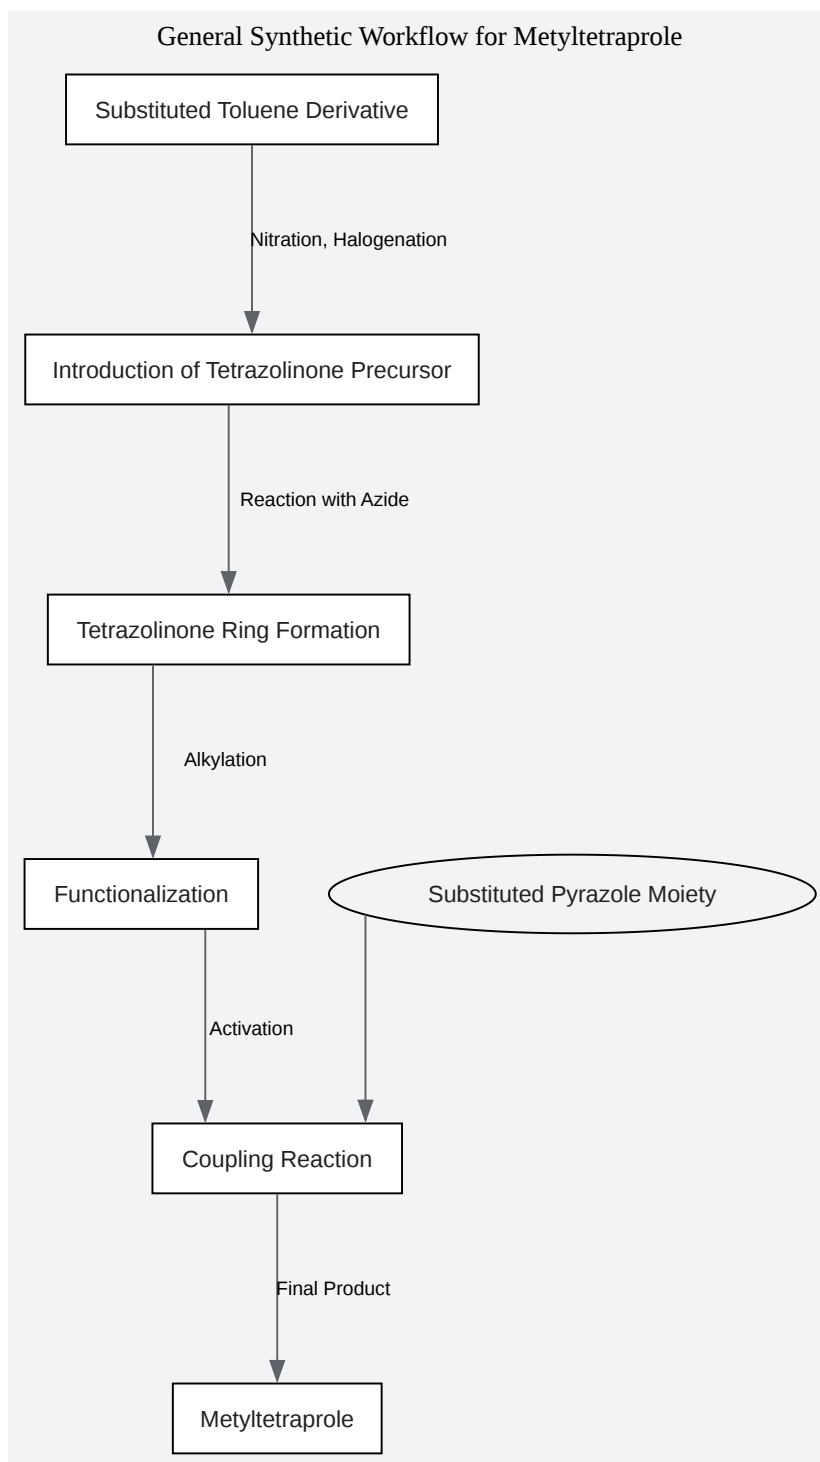 General Synthetic Workflow for Metyltetraprole
Substituted Toluene Derivative
Nitration, Halogenation
Introduction of Tetrazolinone Precursor
Reaction with Azide
Tetrazolinone Ring Formation
Alkylation
Functionalization
Substituted Pyrazole Moiety
Activation
Coupling Reaction
Final Product
Metyltetraprole